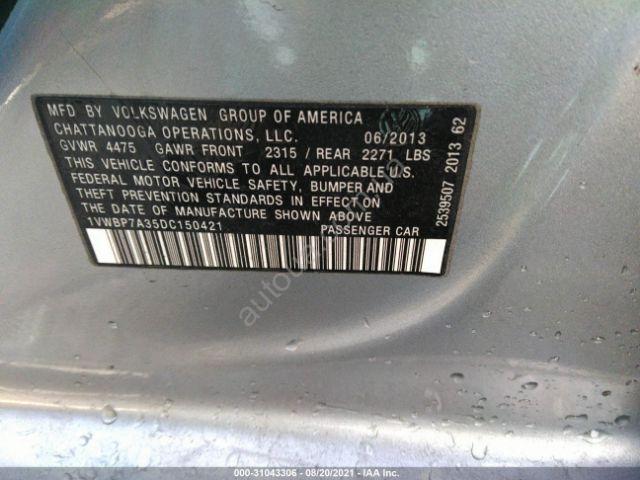 MFD BY VOLKSWAGEN GROUP OF AMERICA
CHATTANOOGA OPERATIONS, LLC. 06/2013
GVWR 4475 GAWR FRONT 2315 / REAR 2271 LBS
THIS VEHICLE CONFORMS TO ALL APPLICABLE U.S.
FEDERAL MOTOR VEHICLE SAFETY, BUMPER AND
THEFT PREVENTION STANDARDS IN EFFECT ON
THE DATE OF MANUFACTURE SHOWN ABOVE
1VWBP7A35DC150421 PASSENGER CAR
2539507 2013 62
000-31043306 - 08/20/2021 - IAA Inc.